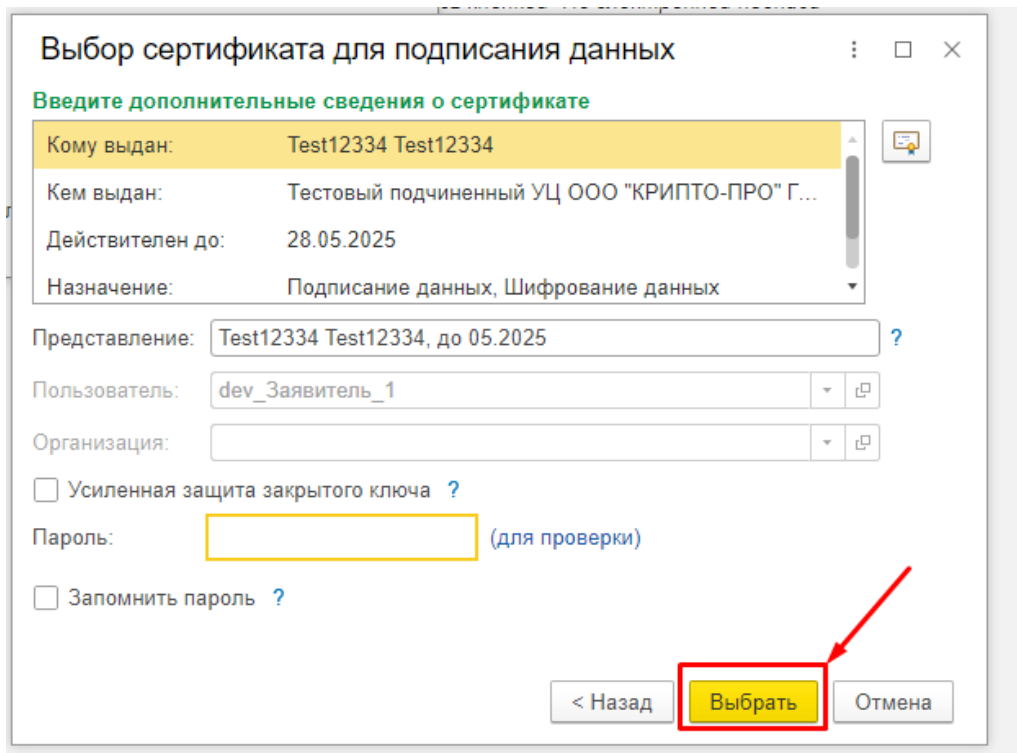 Выбор сертификата для подписания данных
Введите дополнительные сведения о сертификате
Кому выдан: Test12334 Test12334
Кем выдан: Тестовый подчиненный УЦ ООО "КРИПТО-ПРО" Г...
Действителен до: 28.05.2025
Назначение: Подписание данных, Шифрование данных
Представление: Test12334 Test12334, до 05.2025 ?
Пользователь: dev_Заявитель_1
Организация:
Усиленная защита закрытого ключа ?
Пароль: (для проверки)
Запомнить пароль ?
< Назад Выбрать Отмена